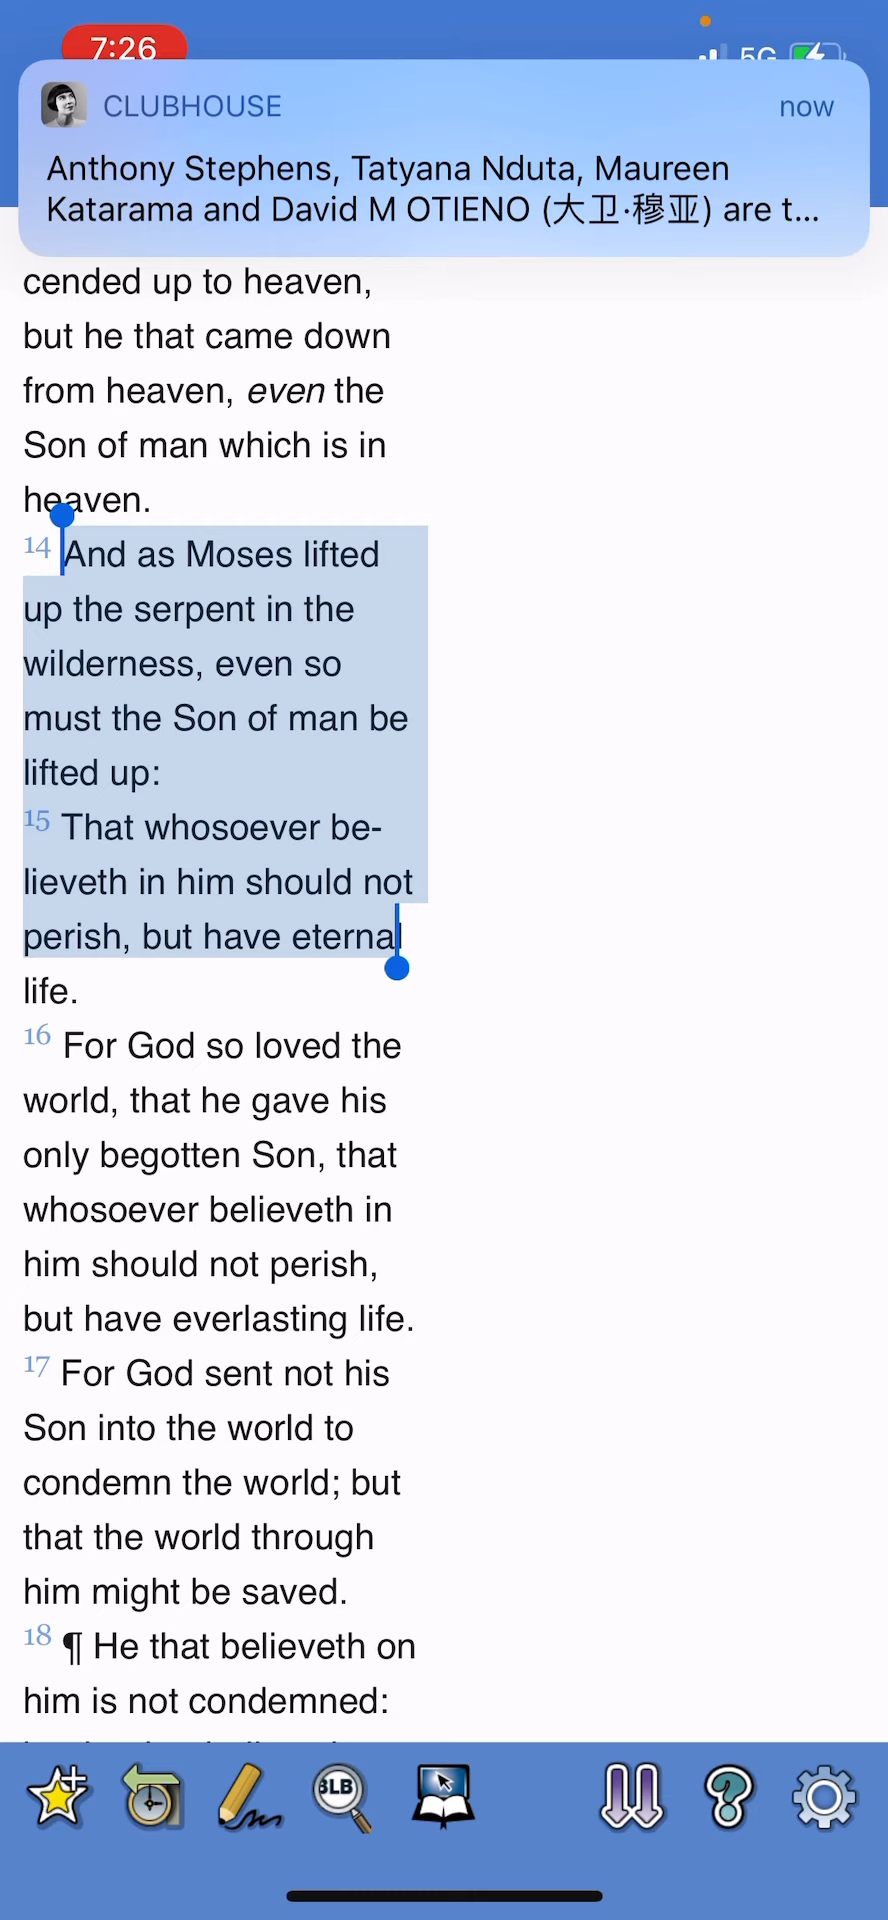 7:26
5G
CLUBHOUSE
now
Anthony Stephens, Tatyana Nduta, Maureen
Katarama and David M OTIENO (大卫·穆亚) are t...
cended up to heaven,
but he that came down
from heaven, even the
Son of man which is in
heaven.
14 And as Moses lifted
up the serpent in the
wilderness, even so
must the Son of man be
lifted up:
15 That whosoever be-
lieveth in him should not
perish, but have eternal
life.
16 For God so loved the
world, that he gave his
only begotten Son, that
whosoever believeth in
him should not perish,
but have everlasting life.
17 For God sent not his
Son into the world to
condemn the world; but
that the world through
him might be saved.
18 ¶ He that believeth on
him is not condemned:
BLB